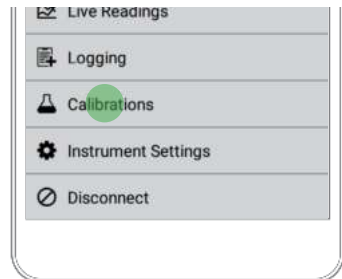 Live Readings
Logging
Calibrations
Instrument Settings
Disconnect